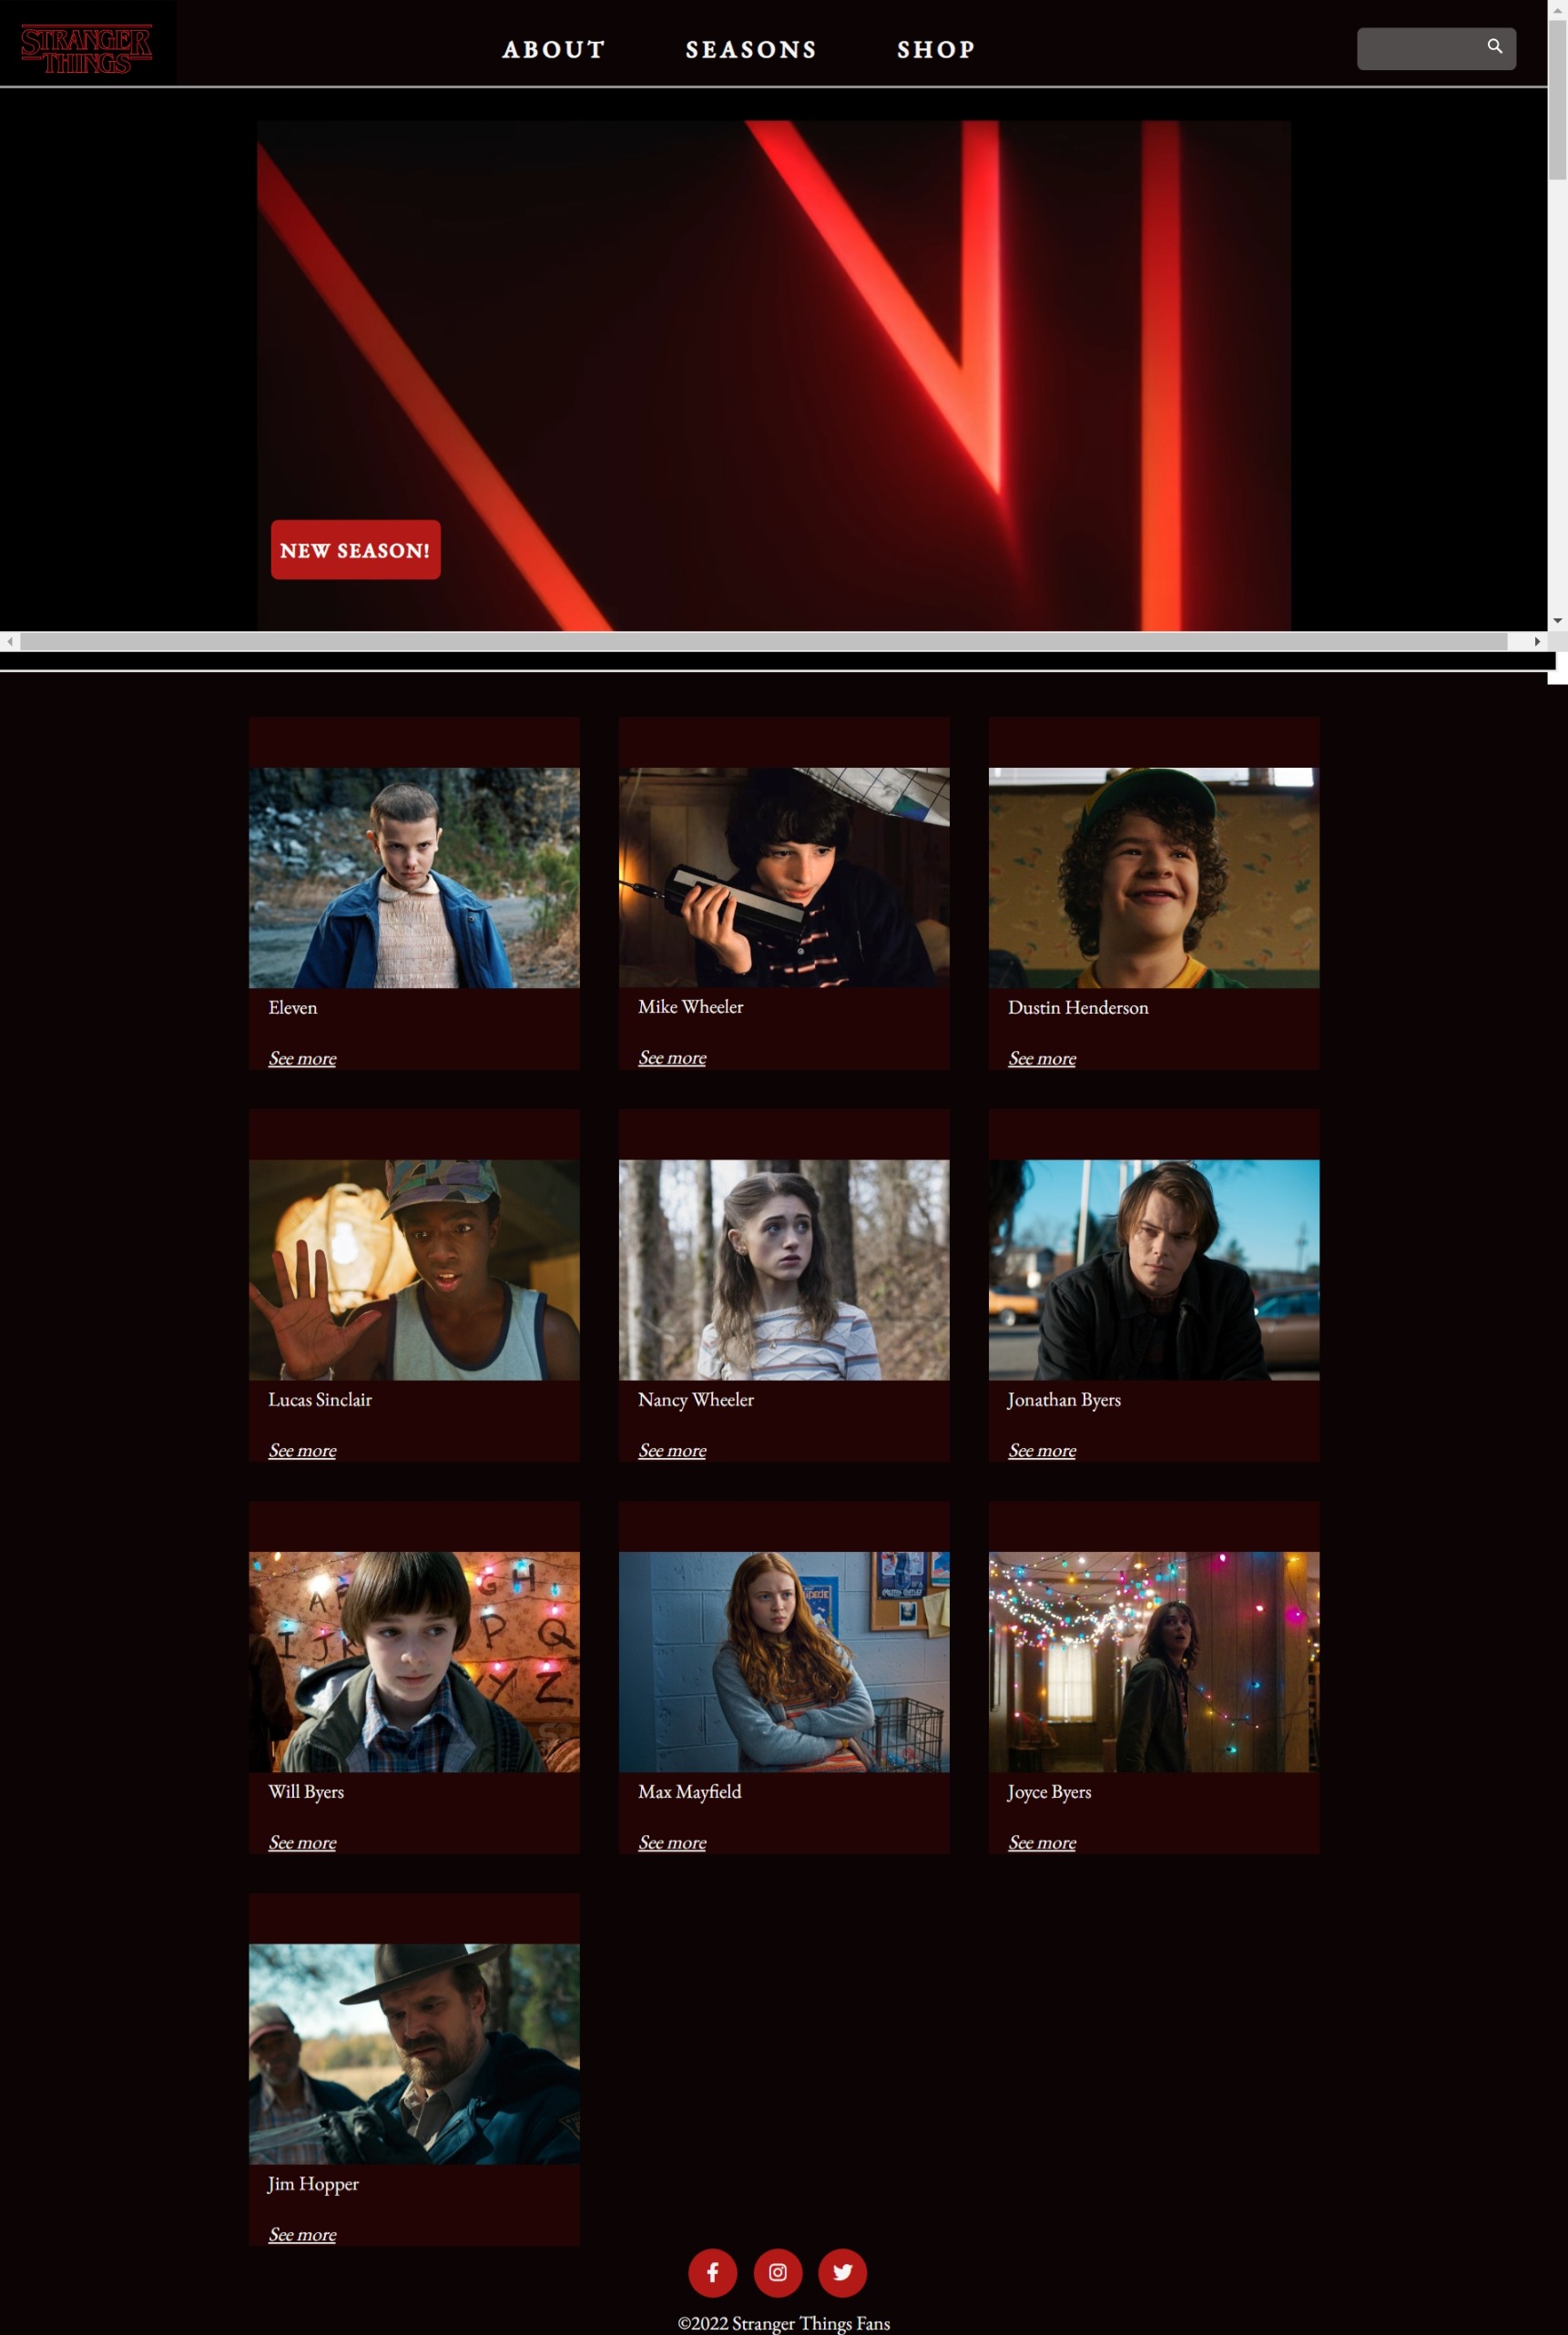 STRANGER
THINGS
ABOUT SEASONS SHOP
NEW SEASON!
Eleven
See more
Mike Wheeler
See more
Dustin Henderson
See more
Lucas Sinclair
See more
Nancy Wheeler
See more
Jonathan Byers
See more
G H
I J K P Q
Y Z
Will Byers
See more
Max Mayfield
See more
Joyce Byers
See more
Jim Hopper
See more
©2022 Stranger Things Fans